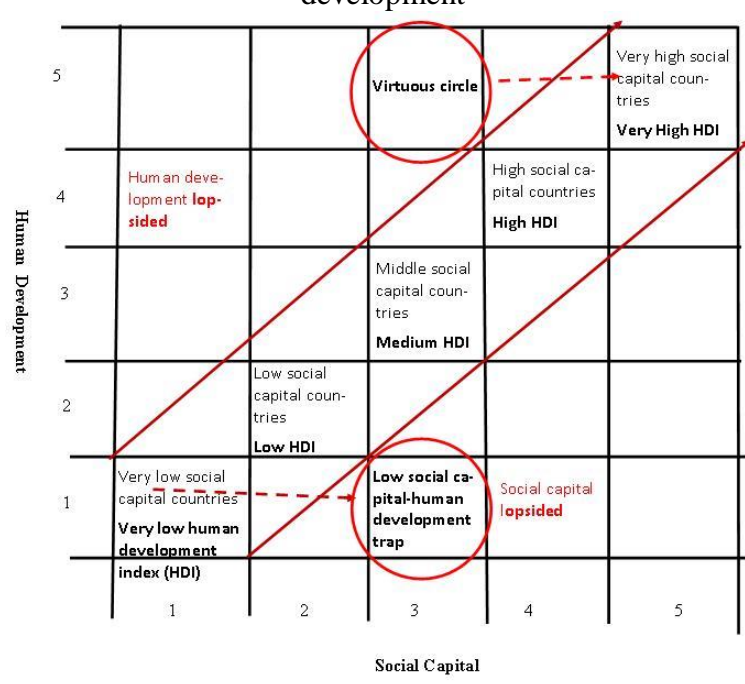 development
5
Virtuous circle
Very high social
capital coun-
tries
Very High HDI
Human deve-
lopment lop-
sided
4
High social ca-
pital countries
High HDI
Human Development
3
Middle social
capital coun-
tries
Medium HDI
2
Low social
capital coun-
tries
Low HDI
1
Very low social
capital countries
Very low human
development
index (HDI)
Low social ca-
pital-human
development
trap
Social capital
lopsided
1
2
3
4
5
Social Capital